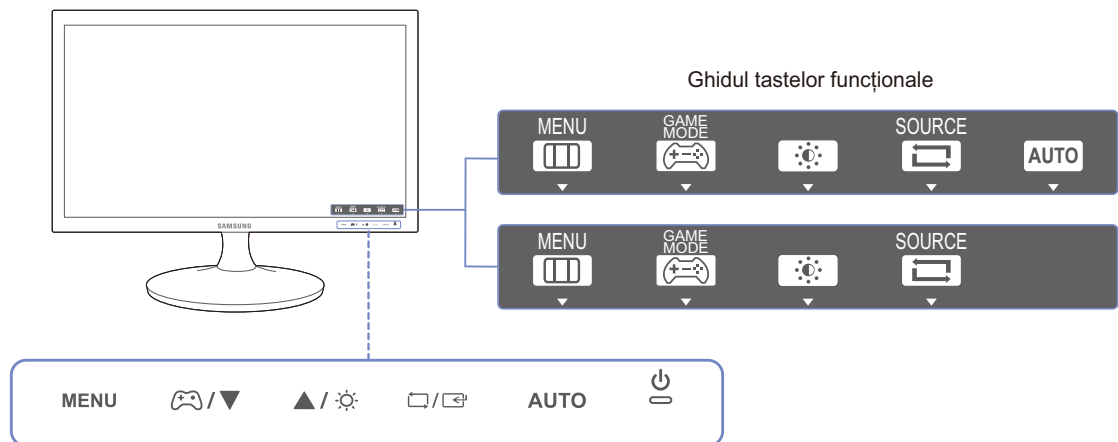 Ghidul tastelor funcționale
MENU GAME MODE SOURCE AUTO
MENU GAME MODE SOURCE
SAMSUNG
MENU AUTO